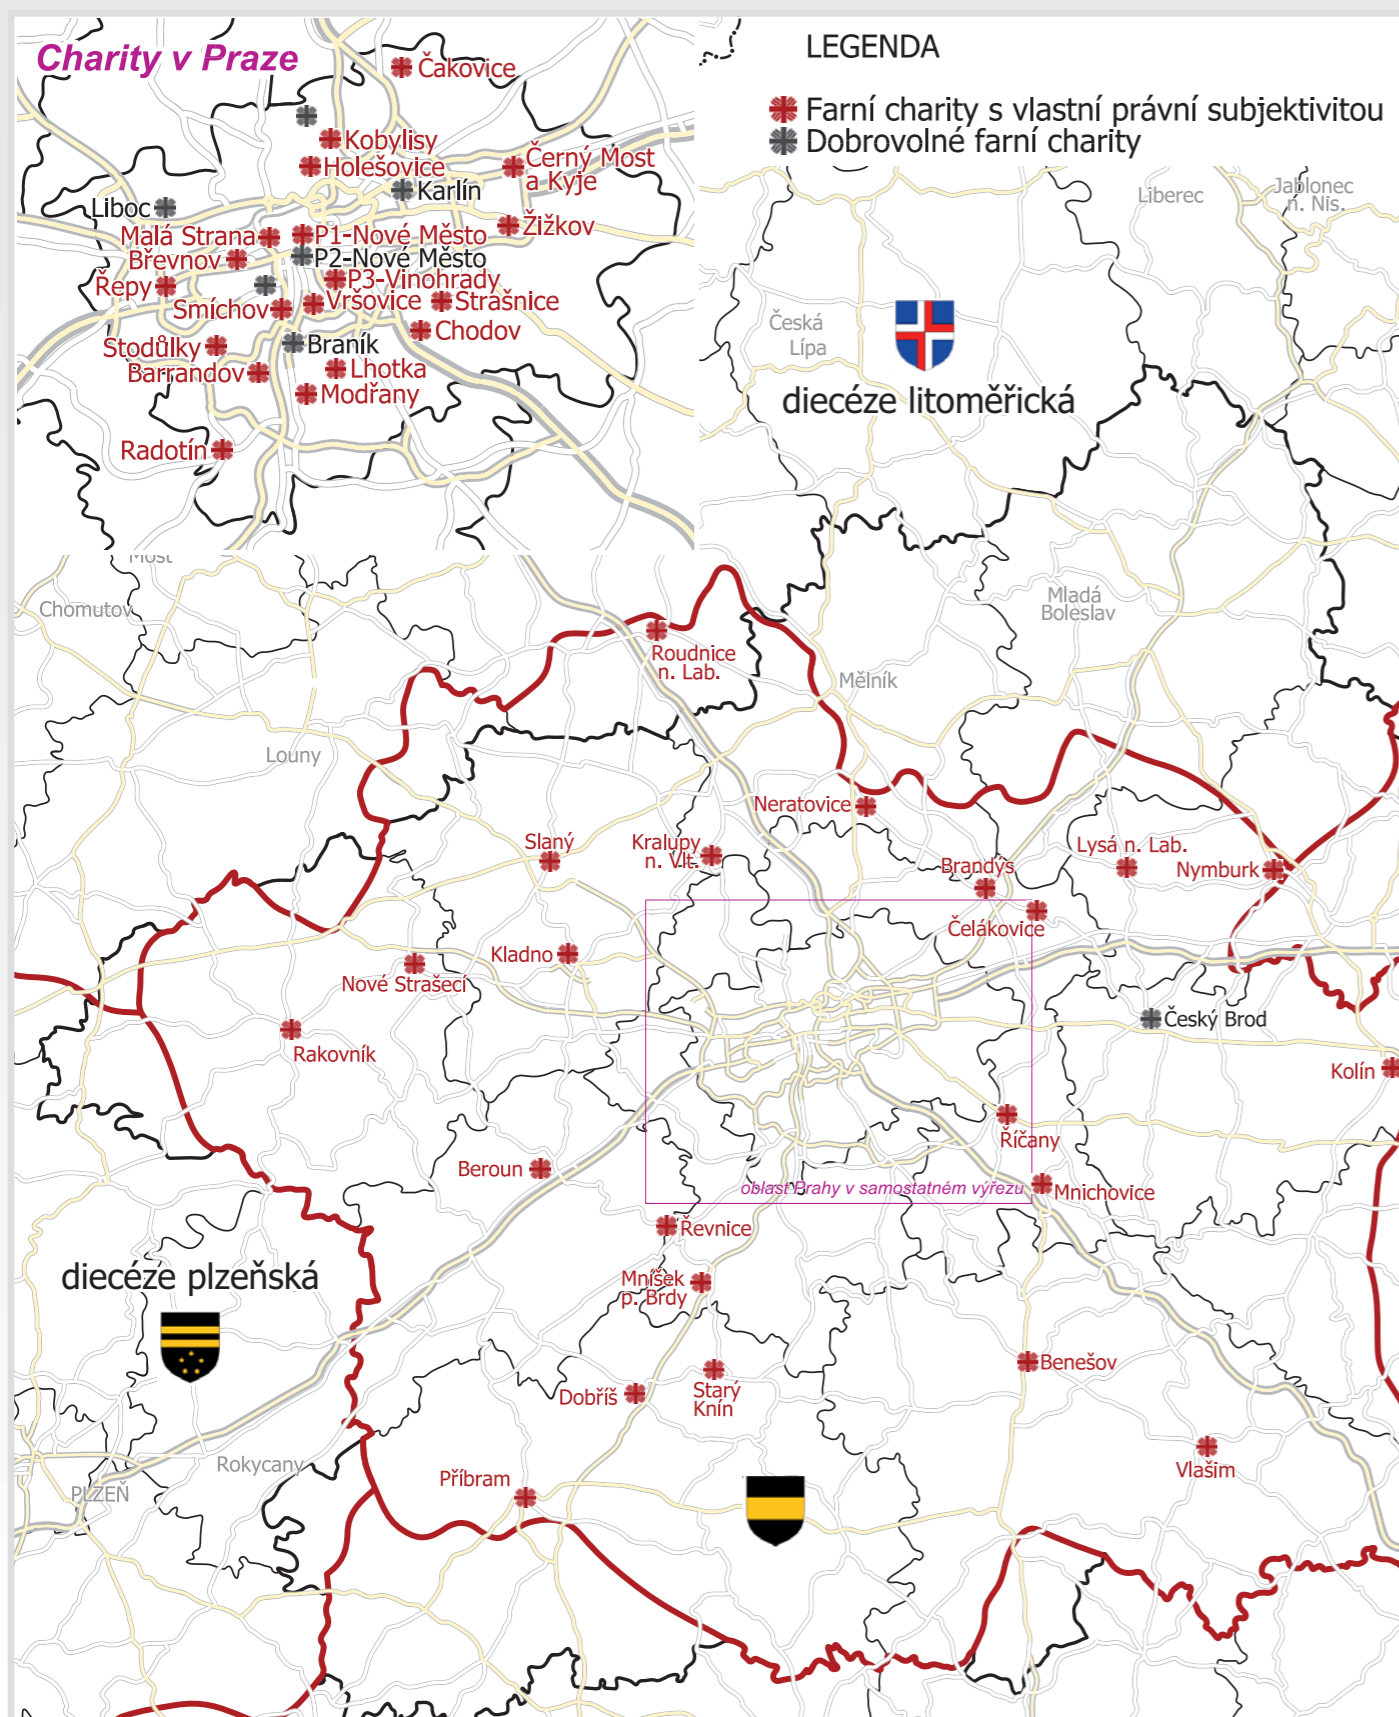 Charity v Praze
Čakovice
Kobylisy
Holešovice
Černý Most
a Kyje
Karlín
Liboc
Malá Strana
P1-Nové Město
Žižkov
Břevnov
P2-Nové Město
Řepy
P3-Vinohrady
Smíchov
Vršovice
Strašnice
Chodov
Stodůlky
Braník
Barrandov
Lhotka
Modřany
Radotín
LEGENDA
Farní charity s vlastní právní subjektivitou
Dobrovolné farní charity
Liberec
Jablonec
n. Nis.
Česká
Lípa
diecéze litoměřická
Most
Chomutov
Mladá
Boleslav
Roudnice
n. Lab.
Mělník
Louny
Neratovice
Slaný
Kralupy
n. Vlt.
Brandýs
Lysá n. Lab.
Nymburk
Čelákovice
Kladno
Nové Strašecí
Český Brod
Rakovník
Kolín
Říčany
Beroun
oblast Prahy v samostatném výřezu
Mnichovice
Řevnice
diecéze plzeňská
Mníšek
p. Brdy
Benešov
Dobříš
Starý
Knín
Rokycany
Vlašim
Příbram
PLZEŇ